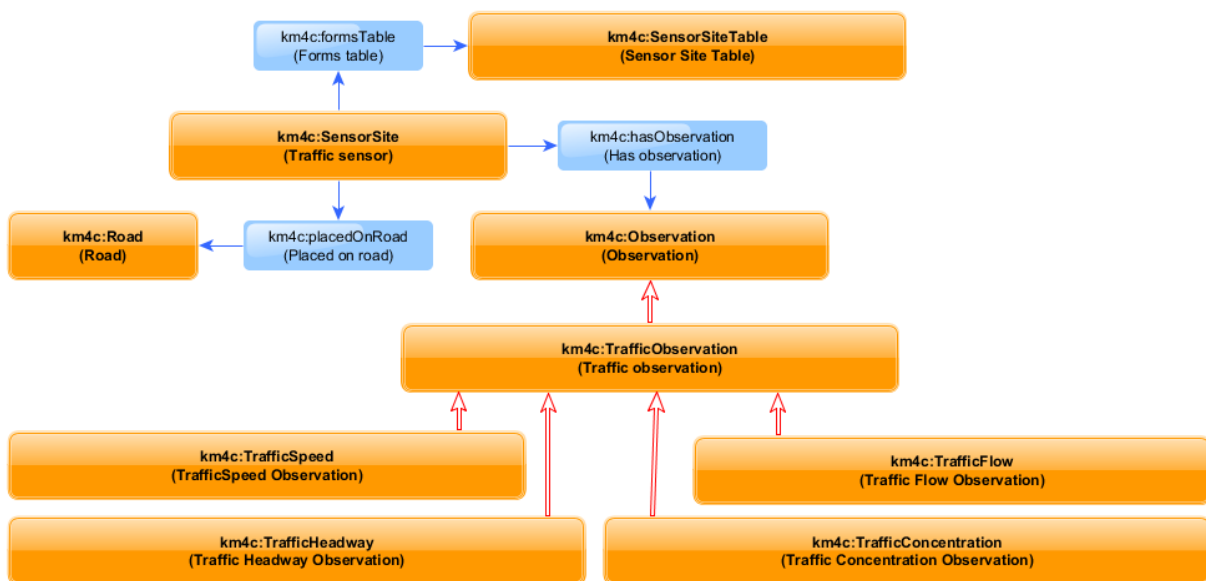 km4c:formsTable
(Forms table)
km4c:SensorSiteTable
(Sensor Site Table)
km4c:SensorSite
(Traffic sensor)
km4c:hasObservation
(Has observation)
km4c:Road
(Road)
km4c:placedOnRoad
(Placed on road)
km4c:Observation
(Observation)
km4c:TrafficObservation
(Traffic observation)
km4c:TrafficSpeed
(TrafficSpeed Observation)
km4c:TrafficFlow
(Traffic Flow Observation)
km4c:TrafficHeadway
(Traffic Headway Observation)
km4c:TrafficConcentration
(Traffic Concentration Observation)